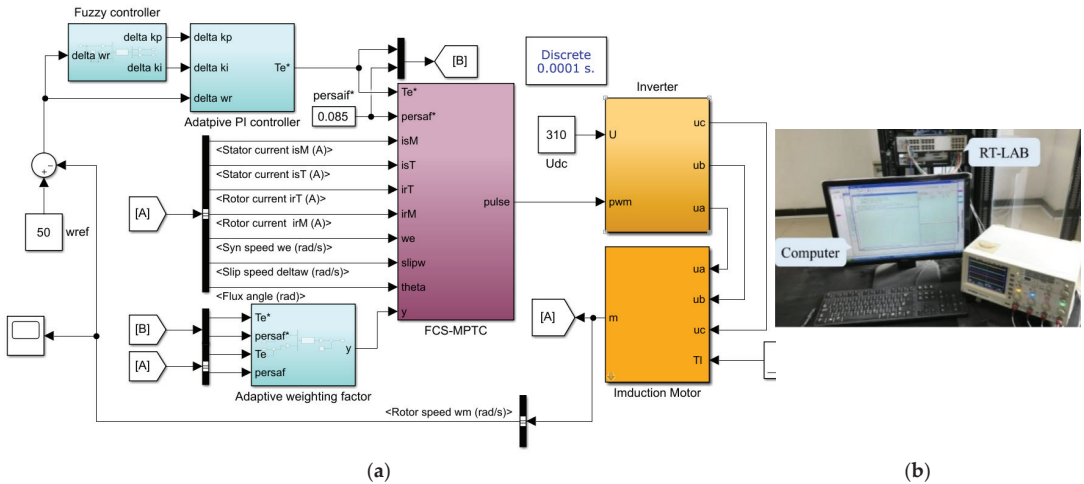 Fuzzy controller
delta wr
delta kp
delta ki
delta kp
delta ki
delta wr
Te*
Adatpive PI controller
[B]
Discrete
0.0001 s.
persaif*
0.085
50
wref
[A]
<Stator current isM (A)>
<Stator current isT (A)>
<Rotor current irT (A)>
<Rotor current irM (A)>
<Syn speed we (rad/s)>
<Slip speed deltaw (rad/s)>
<Flux angle (rad)>
Te*
persaf*
isM
isT
irT
irM
we
slipw
theta
y
pulse
FCS-MPTC
[B]
[A]
Te*
persaf*
Te
persaf
y
Adaptive weighting factor
310
Udc
Inverter
U
pwm
uc
ub
ua
[A]
m
ua
ub
uc
Tl
Imduction Motor
<Rotor speed wm (rad/s)>
RT-LAB
Computer
(a)
(b)